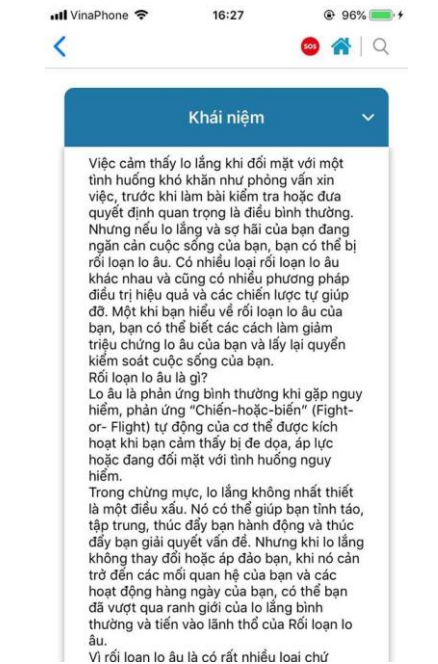 VinaPhone 16:27 96%
SOS
Khái niệm
Việc cảm thấy lo lắng khi đối mặt với một
tình huống khó khăn như phỏng vấn xin
việc, trước khi làm bài kiểm tra hoặc đưa
quyết định quan trọng là điều bình thường.
Nhưng nếu lo lắng và sợ hãi của bạn đang
ngăn cản cuộc sống của bạn, bạn có thể bị
rối loạn lo âu. Có nhiều loại rối loạn lo âu
khác nhau và cũng có nhiều phương pháp
điều trị hiệu quả và các chiến lược tự giúp
đỡ. Một khi bạn hiểu về rối loạn lo âu của
bạn, bạn có thể biết các cách làm giảm
triệu chứng lo âu của bạn và lấy lại quyền
kiểm soát cuộc sống của bạn.
Rối loạn lo âu là gì?
Lo âu là phản ứng bình thường khi gặp nguy
hiểm, phản ứng "Chiến-hoặc-biến" (Fight-
or- Flight) tự động của cơ thể được kích
hoạt khi bạn cảm thấy bị đe dọa, áp lực
hoặc đang đối mặt với tình huống nguy
hiểm.
Trong chừng mực, lo lắng không nhất thiết
là một điều xấu. Nó có thể giúp bạn tỉnh táo,
tập trung, thúc đẩy bạn hành động và thúc
đẩy bạn giải quyết vấn đề. Nhưng khi lo lắng
không thay đổi hoặc áp đảo bạn, khi nó cản
trở đến các mối quan hệ của bạn và các
hoạt động hàng ngày của bạn, có thể bạn
đã vượt qua ranh giới của lo lắng bình
thường và tiến vào lãnh thổ của Rối loạn lo
âu.
Vì rối loạn lo âu là có rất nhiều loại chứ